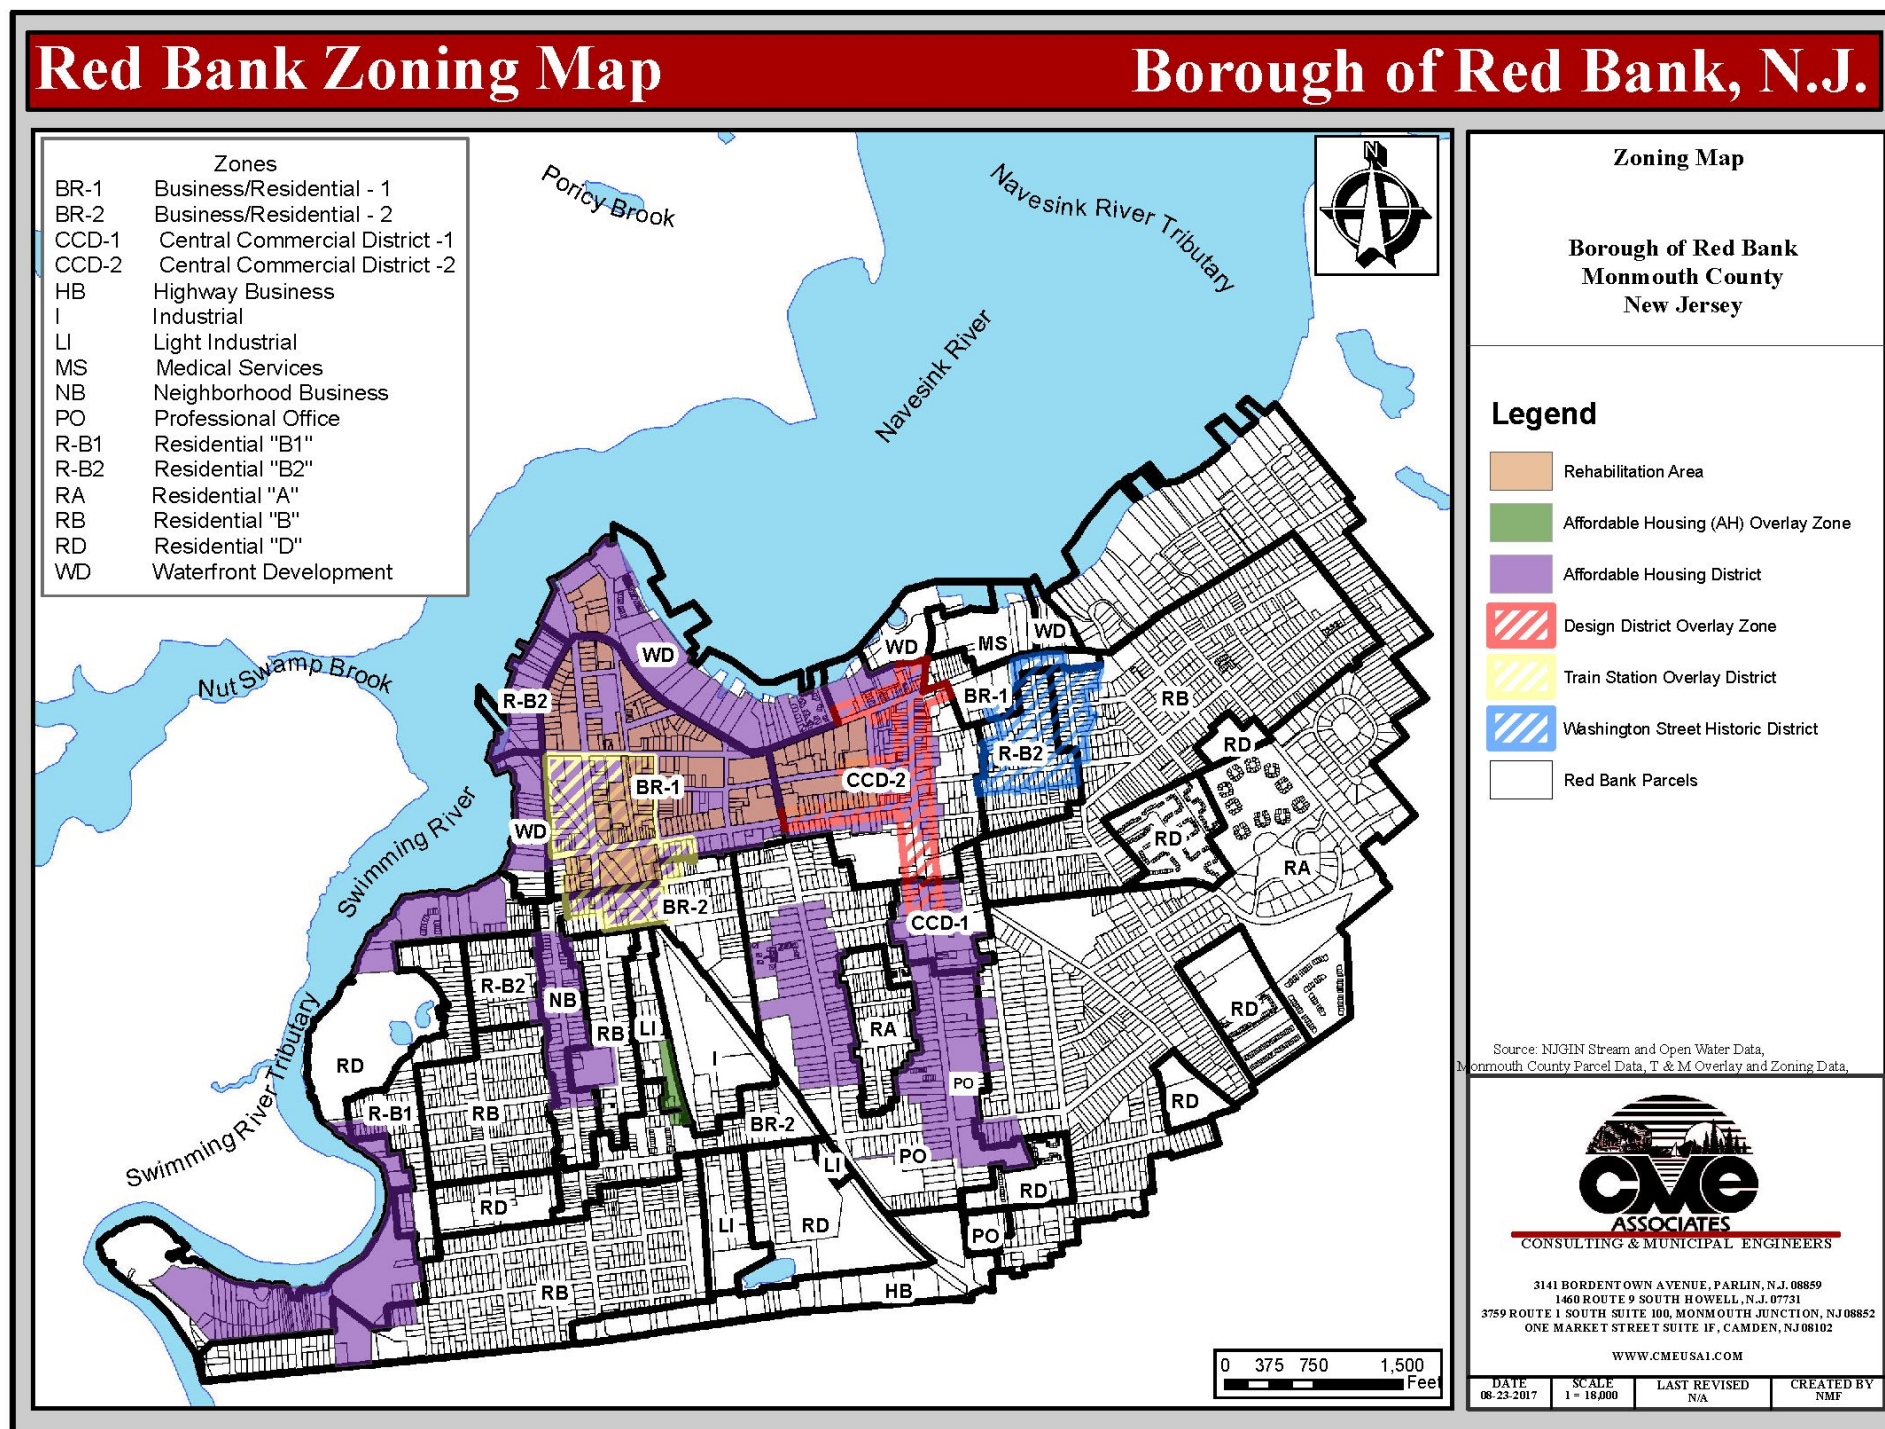 Red Bank Zoning Map
Borough of Red Bank, N.J.
Zones
BR-1 Business/Residential - 1
BR-2 Business/Residential - 2
CCD-1 Central Commercial District -1
CCD-2 Central Commercial District -2
HB Highway Business
I Industrial
LI Light Industrial
MS Medical Services
NB Neighborhood Business
PO Professional Office
R-B1 Residential "B1"
R-B2 Residential "B2"
RA Residential "A"
RB Residential "B"
RD Residential "D"
WD Waterfront Development
Poricy Brook
Navesink River Tributary
Navesink River
N
Nut Swamp Brook
Swimming River
Swimming River Tributary
WD
MS
WD
WD
R-B2
BR-1
RB
R-B2
RD
CCD-2
BR-1
WD
RD
RA
BR-2
CCD-1
R-B2
NB
RB
LI
RA
RD
I
RD
PO
R-B1
RB
RD
BR-2
PO
LI
RD
RD
LI
RD
PO
RB
HB
0 375 750 1,500
Feet
Zoning Map
Borough of Red Bank
Monmouth County
New Jersey
Legend
Rehabilitation Area
Affordable Housing (AH) Overlay Zone
Affordable Housing District
Design District Overlay Zone
Train Station Overlay District
Washington Street Historic District
Red Bank Parcels
Source: NJGIN Stream and Open Water Data,
Monmouth County Parcel Data, T & M Overlay and Zoning Data,
CME
ASSOCIATES
CONSULTING & MUNICIPAL ENGINEERS
3141 BORDENTOWN AVENUE, PARLIN, N.J. 08859
1460 ROUTE 9 SOUTH HOWELL, N.J. 07731
3759 ROUTE 1 SOUTH SUITE 100, MONMOUTH JUNCTION, NJ 08852
ONE MARKET STREET SUITE 1F, CAMDEN, NJ 08102
WWW.CMEUSA1.COM
DATE SCALE LAST REVISED CREATED BY
08-23-2017 1 = 18,000 N/A NMF